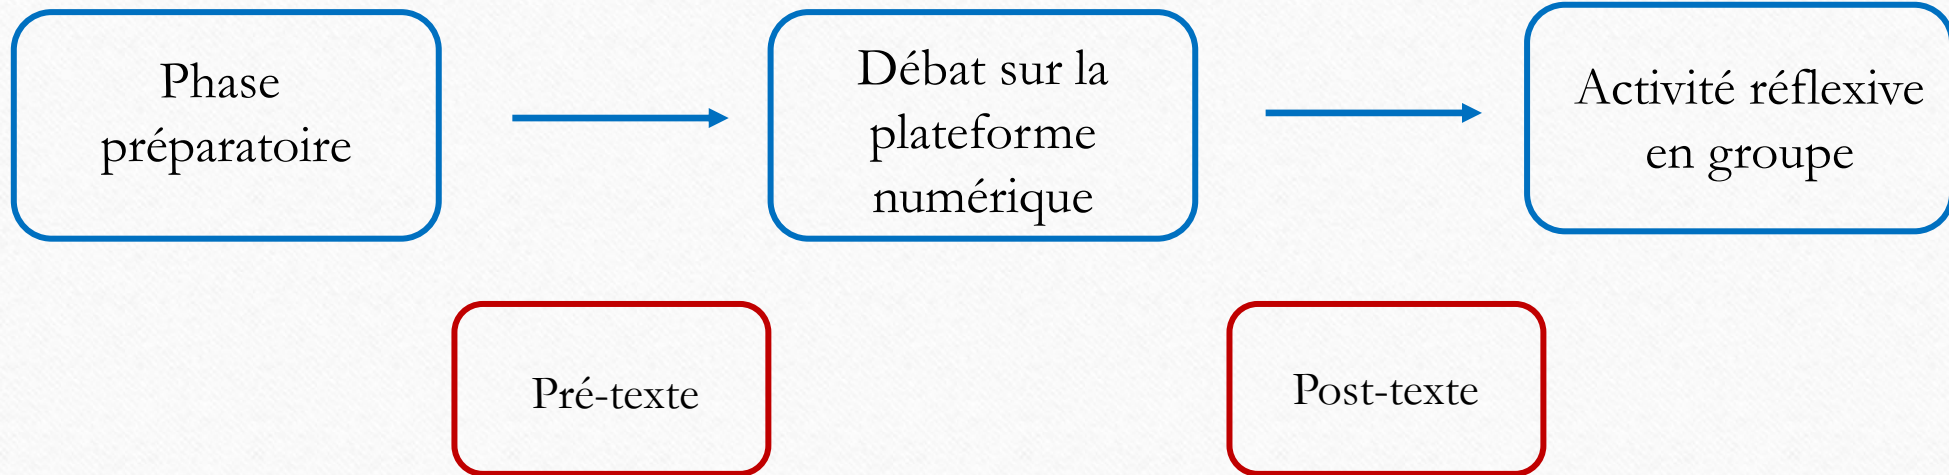 Phase
préparatoire
Débat sur la
plateforme
numérique
Activité réflexive
en groupe
Pré-texte
Post-texte